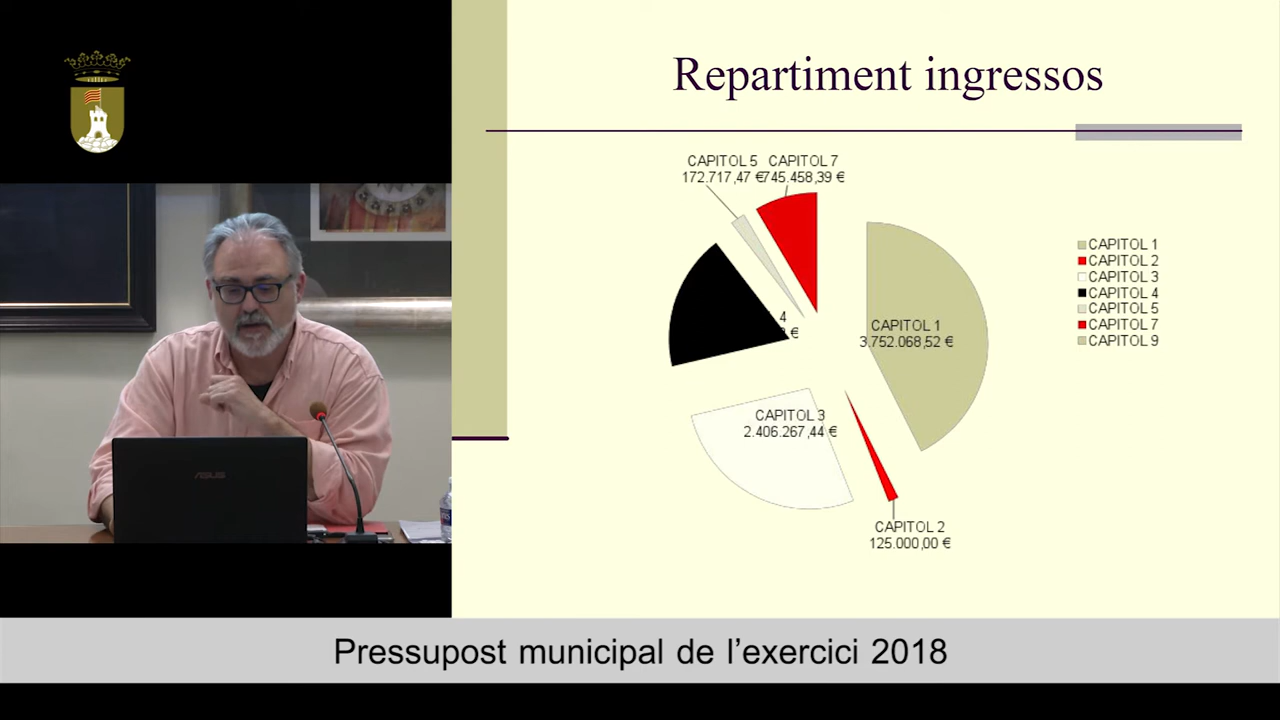 Repartiment ingressos
CAPITOL 5
172.717,47 €
CAPITOL 7
745.458,39 €
CAPITOL 1
3.752.068,52 €
4
€
CAPITOL 3
2.406.267,44 €
CAPITOL 2
125.000,00 €
CAPITOL 1
CAPITOL 2
CAPITOL 3
CAPITOL 4
CAPITOL 5
CAPITOL 7
CAPITOL 9
ASUS
Pressupost municipal de l’exercici 2018